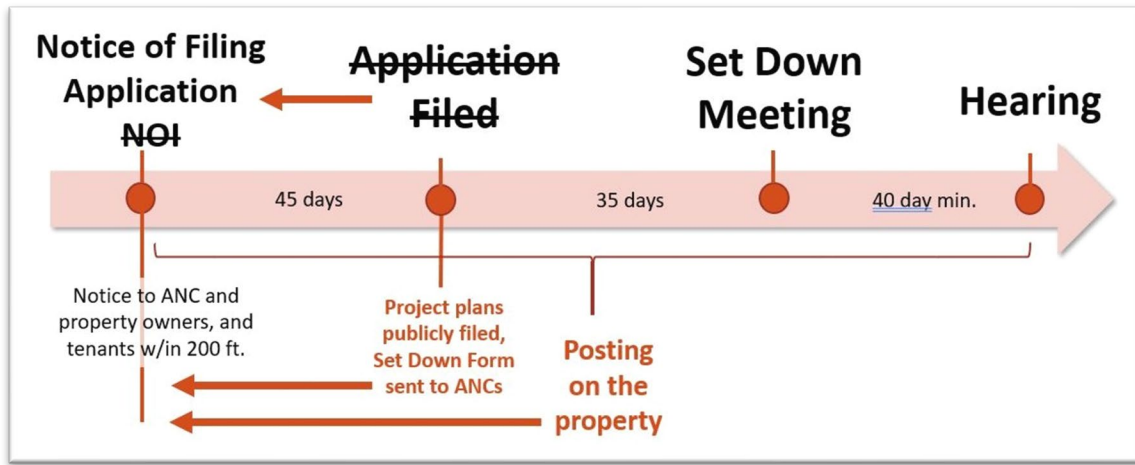 Notice of Filing
Application
NOI
Application
Filed
Set Down
Meeting
Hearing
45 days
35 days
40 day min.
Notice to ANC and
property owners, and
tenants w/in 200 ft.
Project plans
publicly filed,
Set Down Form
sent to ANCs
Posting
on the
property